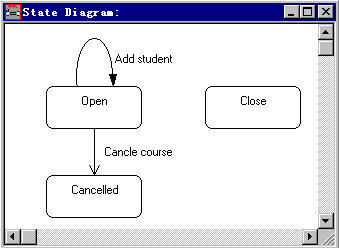 State Diagram:
Add student
Open
Close
Cancle course
Cancelled